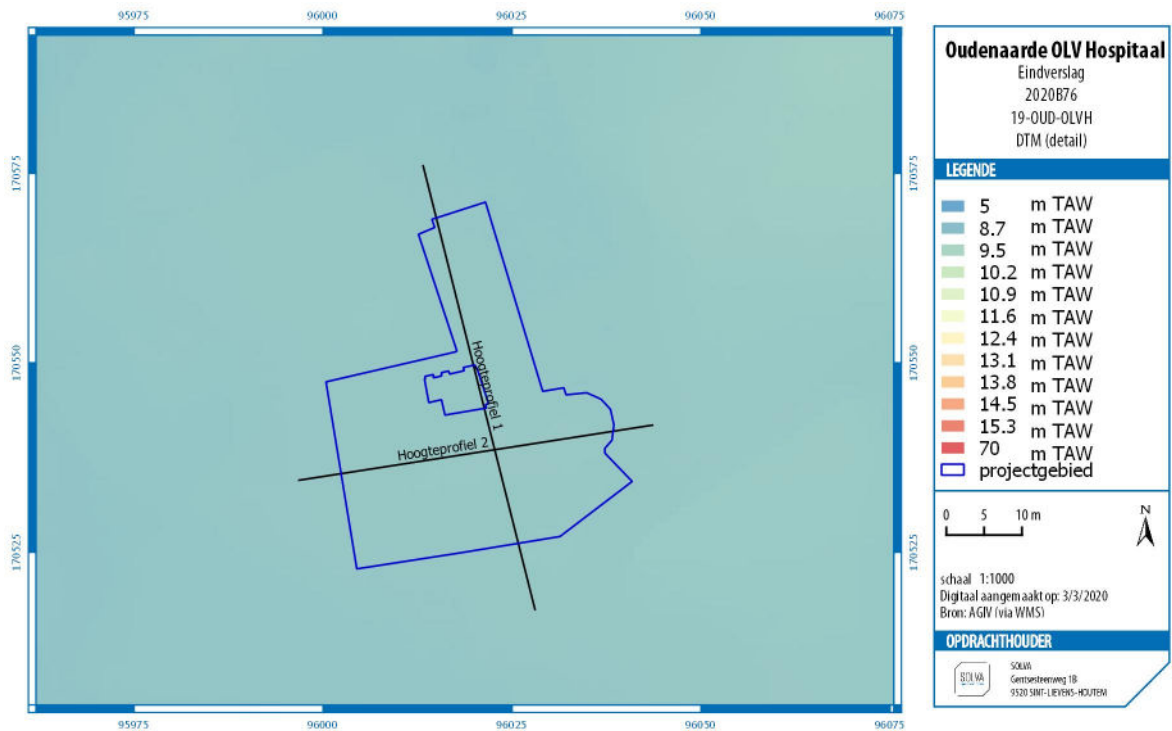 95975 96000 96025 96050 96075
170575 170575
170550 170550
170525 170525
Hoogteprofiel 1
Hoogteprofiel 2
95975 96000 96025 96050 96075
Oudenaarde OLV Hospitaal
Eindverslag
2020B76
19-OUD-OLVH
DTM (detail)
LEGENDE
5 m TAW
8.7 m TAW
9.5 m TAW
10.2 m TAW
10.9 m TAW
11.6 m TAW
12.4 m TAW
13.1 m TAW
13.8 m TAW
14.5 m TAW
15.3 m TAW
70 m TAW
projectgebied
0 5 10 m
N
schaal 1:1000
Digitaal aangemaakt op: 3/3/2020
Bron: AGIV (via WMS)
OPDRACHTHOUDER
SOLVA
SOLVA
Gentsesteenweg 1B
9520 SINT-LIEVENS-HOUTEM